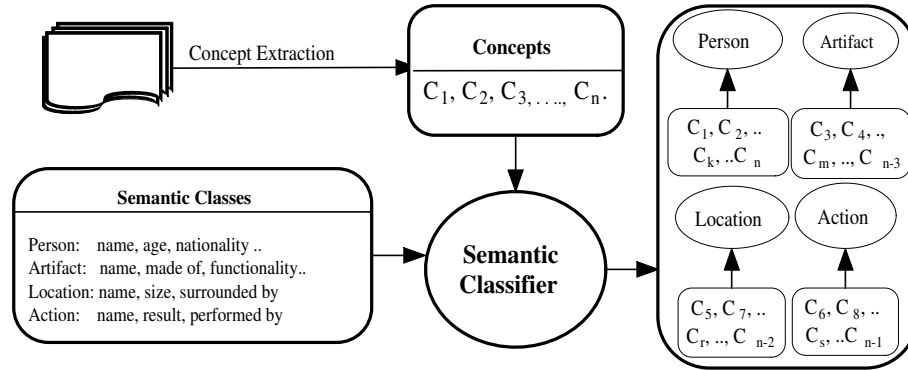 Concept Extraction
Concepts
C1, C2, C3, . . . ., Cn.
Semantic Classes
Person: name, age, nationality ..
Artifact: name, made of, functionality..
Location: name, size, surrounded by
Action: name, result, performed by
Semantic
Classifier
Person
Artifact
C1, C2, ..
Ck, ..Cn
C3, C4, .,
Cm, .., Cn-3
Location
Action
C5, C7, ..
Cr, .., Cn-2
C6, C8, ..
Cs, ..Cn-1